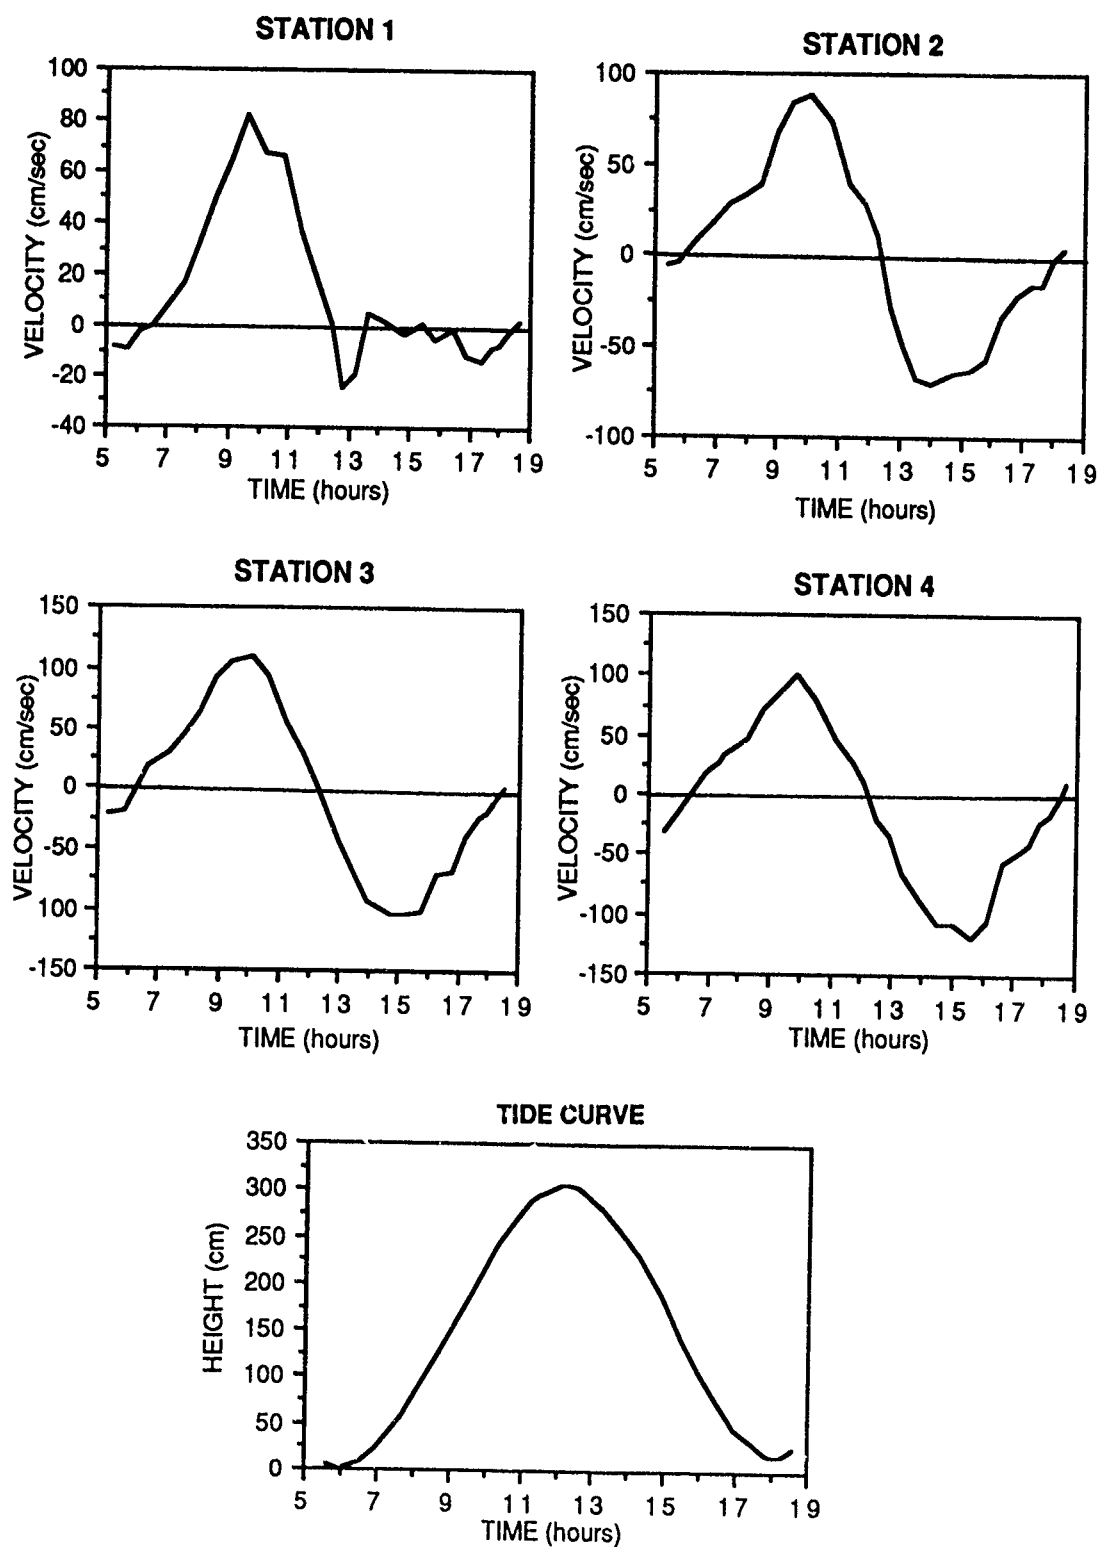 STATION 1
100
80
60
40
20
0
-20
-40
VELOCITY (cm/sec)
5 7 9 11 13 15 17 19
TIME (hours)
STATION 2
100
50
0
-50
-100
VELOCITY (cm/sec)
5 7 9 11 13 15 17 19
TIME (hours)
STATION 3
150
100
50
0
-50
100
-150
VELOCITY (cm/sec)
5 7 9 11 13 15 17 19
TIME (hours)
STATION 4
150
100
50
0
-50
-100
-150
VELOCITY (cm/sec)
5 7 9 11 13 15 17 19
TIME (hours)
TIDE CURVE
350
300
250
200
150
100
50
0
HEIGHT (cm)
5 7 9 11 13 15 17 19
TIME (hours)